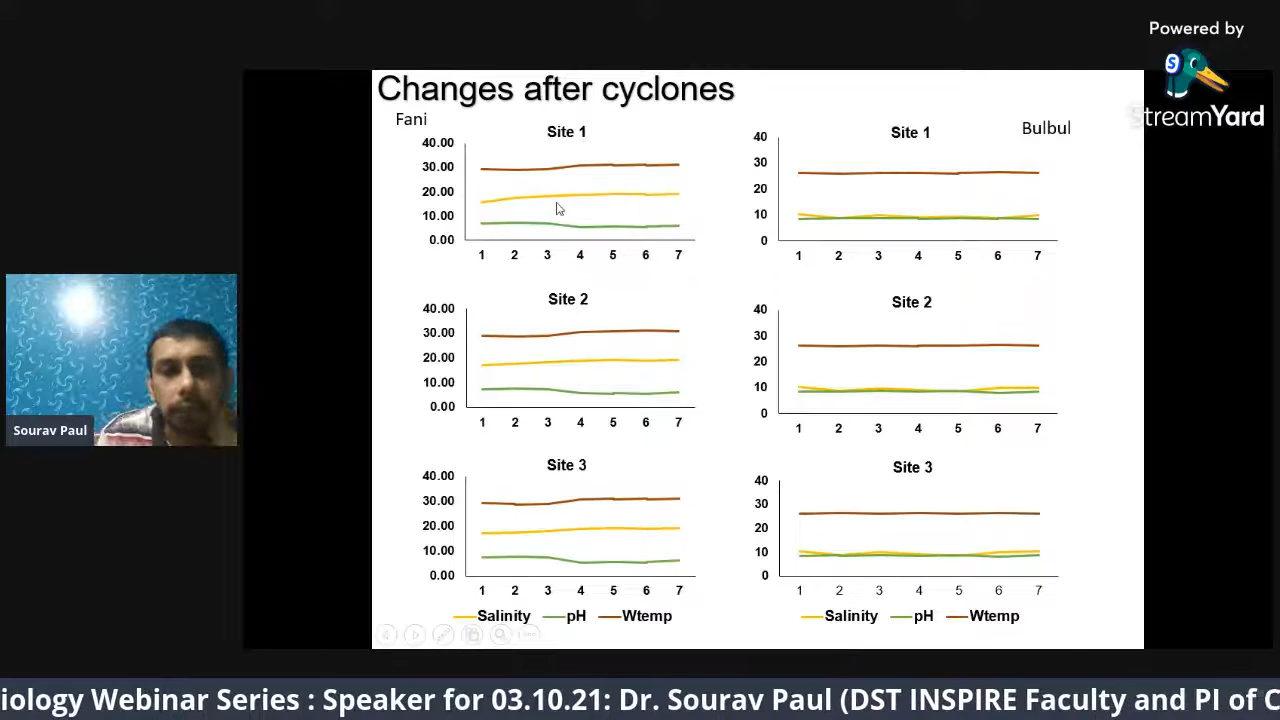 Powered by
StreamYard
Changes after cyclones
Fani
Bulbul
Site 1
40.00
30.00
20.00
10.00
0.00
1 2 3 4 5 6 7
Site 1
40
30
20
10
0
1 2 3 4 5 6 7
Site 2
40.00
30.00
20.00
10.00
0.00
1 2 3 4 5 6 7
Site 2
40
30
20
10
0
1 2 3 4 5 6 7
Site 3
40.00
30.00
20.00
10.00
0.00
1 2 3 4 5 6 7
Salinity pH Wtemp
Site 3
40
30
20
10
0
1 2 3 4 5 6 7
Salinity pH Wtemp
Sourav Paul
iology Webinar Series : Speaker for 03.10.21: Dr. Sourav Paul (DST INSPIRE Faculty and PI of C